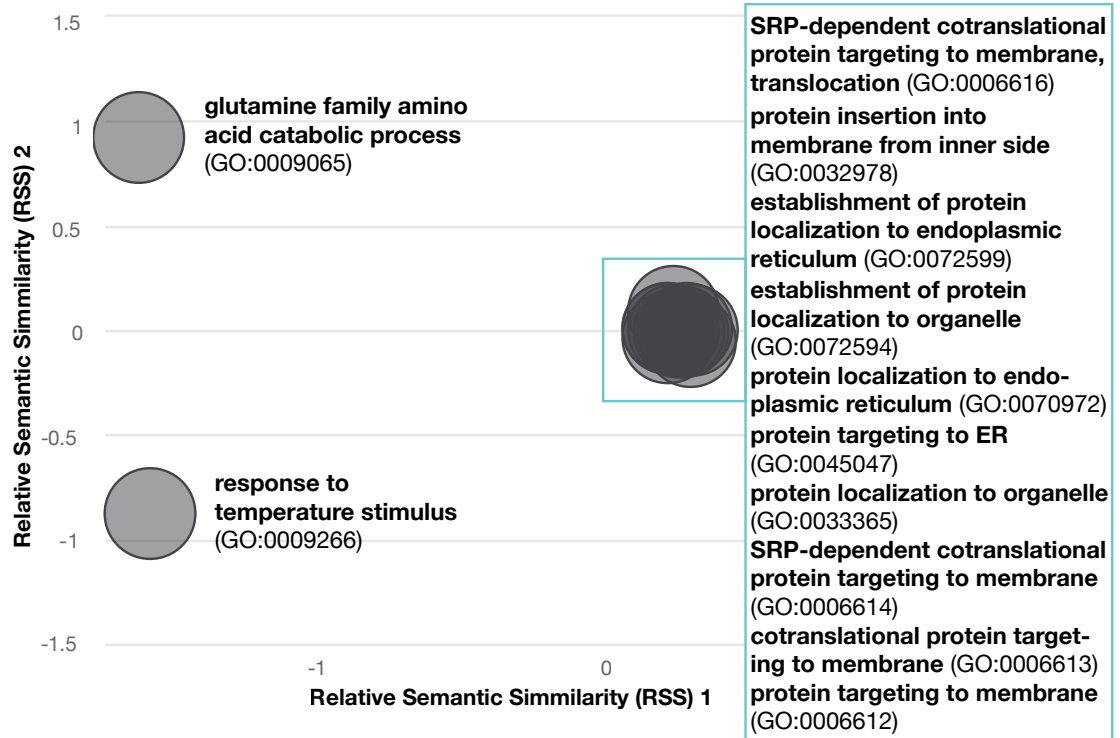 1.5
1
0.5
0
-0.5
-1
-1.5
Relative Semantic Simmilarity (RSS) 2
glutamine family amino
acid catabolic process
(GO:0009065)
response to
temperature stimulus
(GO:0009266)
-1
0
Relative Semantic Simmilarity (RSS) 1
SRP-dependent cotranslational
protein targeting to membrane,
translocation (GO:0006616)
protein insertion into
membrane from inner side
(GO:0032978)
establishment of protein
localization to endoplasmic
reticulum (GO:0072599)
establishment of protein
localization to organelle
(GO:0072594)
protein localization to endo-
plasmic reticulum (GO:0070972)
protein targeting to ER
(GO:0045047)
protein localization to organelle
(GO:0033365)
SRP-dependent cotranslational
protein targeting to membrane
(GO:0006614)
cotranslational protein target-
ing to membrane (GO:0006613)
protein targeting to membrane
(GO:0006612)